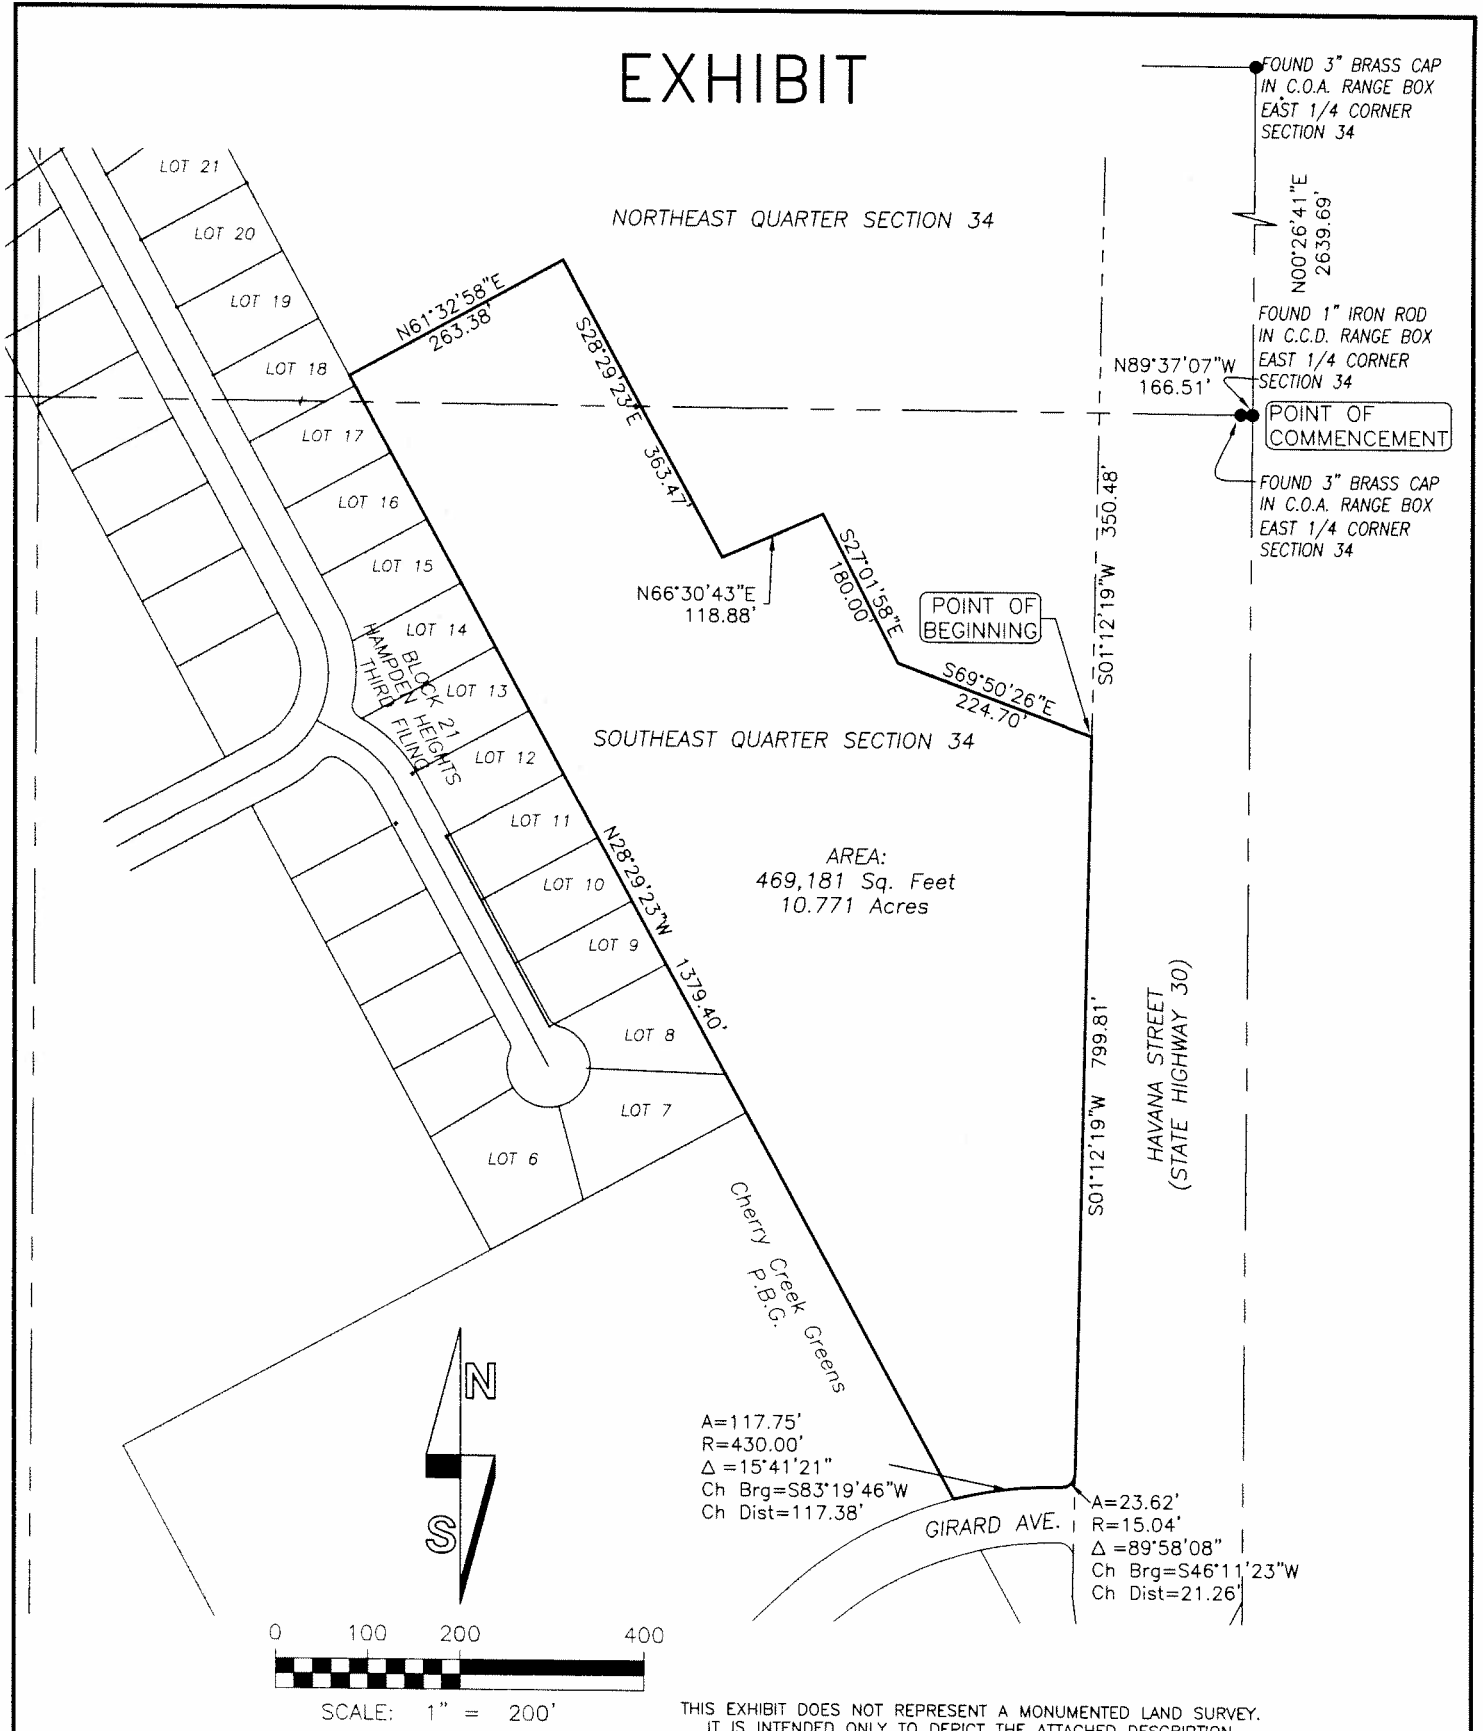 EXHIBIT
FOUND 3" BRASS CAP
IN C.O.A. RANGE BOX
EAST 1/4 CORNER
SECTION 34
LOT 21
NORTHEAST QUARTER SECTION 34
N00°26'41"E
2639.69'
LOT 20
LOT 19
N61°32'58"E
263.38'
S28°29'23"E 363.47'
FOUND 1" IRON ROD
IN C.C.D. RANGE BOX
EAST 1/4 CORNER
SECTION 34
N89°37'07"W
166.51'
LOT 18
POINT OF
COMMENCEMENT
LOT 17
FOUND 3" BRASS CAP
IN C.O.A. RANGE BOX
EAST 1/4 CORNER
SECTION 34
S01°12'19"W 350.48'
LOT 16
LOT 15
N66°30'43"E
118.88'
S27°01'58"E
180.00'
POINT OF
BEGINNING
LOT 14
BLOCK 21
HAMPDEN HEIGHTS
THIRD FILING
LOT 13
S69°50'26"E
224.70'
SOUTHEAST QUARTER SECTION 34
LOT 12
LOT 11
N28°29'23"W 1379.40'
AREA:
469,181 Sq. Feet
10.771 Acres
LOT 10
LOT 9
LOT 8
S01°12'19"W 799.81'
HAVANA STREET
(STATE HIGHWAY 30)
LOT 7
LOT 6
Cherry Creek Greens
P.B.G.
N
S
A=117.75'
R=430.00'
Δ =15°41'21"
Ch Brg=S83°19'46"W
Ch Dist=117.38'
GIRARD AVE.
A=23.62'
R=15.04'
Δ =89°58'08"
Ch Brg=S46°11'23"W
Ch Dist=21.26'
0 100 200 400
SCALE: 1" = 200'
THIS EXHIBIT DOES NOT REPRESENT A MONUMENTED LAND SURVEY.
IT IS INTENDED ONLY TO DEPICT THE ATTACHED DESCRIPTION